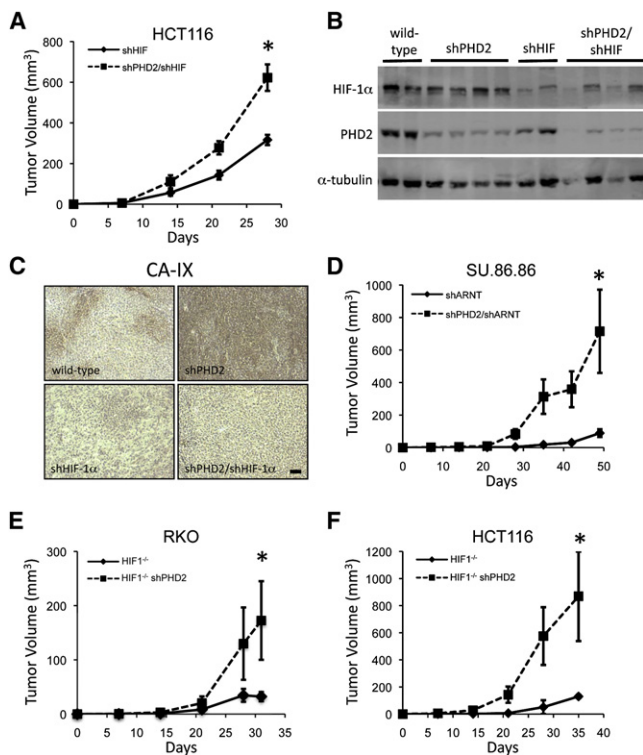 A
HCT116
shHIF
shPHD2/shHIF
*
Tumor Volume (mm³)
800
600
400
200
0
0 5 10 15 20 25 30
Days
B
wild-type
shPHD2
shHIF
shPHD2/shHIF
HIF-1α
PHD2
α-tubulin
C
CA-IX
wild-type
shPHD2
shHIF-1α
shPHD2/shHIF-1α
D
SU.86.86
shARNT
shPHD2/shARNT
*
Tumor Volume (mm³)
1000
800
600
400
200
0
0 10 20 30 40 50
Days
E
RKO
HIF1⁻/⁻
HIF1⁻/⁻ shPHD2
*
Tumor Volume (mm³)
300
200
100
0
0 5 10 15 20 25 30 35
Days
F
HCT116
HIF1⁻/⁻
HIF1⁻/⁻ shPHD2
*
Tumor Volume (mm³)
1200
1000
800
600
400
200
0
0 5 10 15 20 25 30 35 40
Days